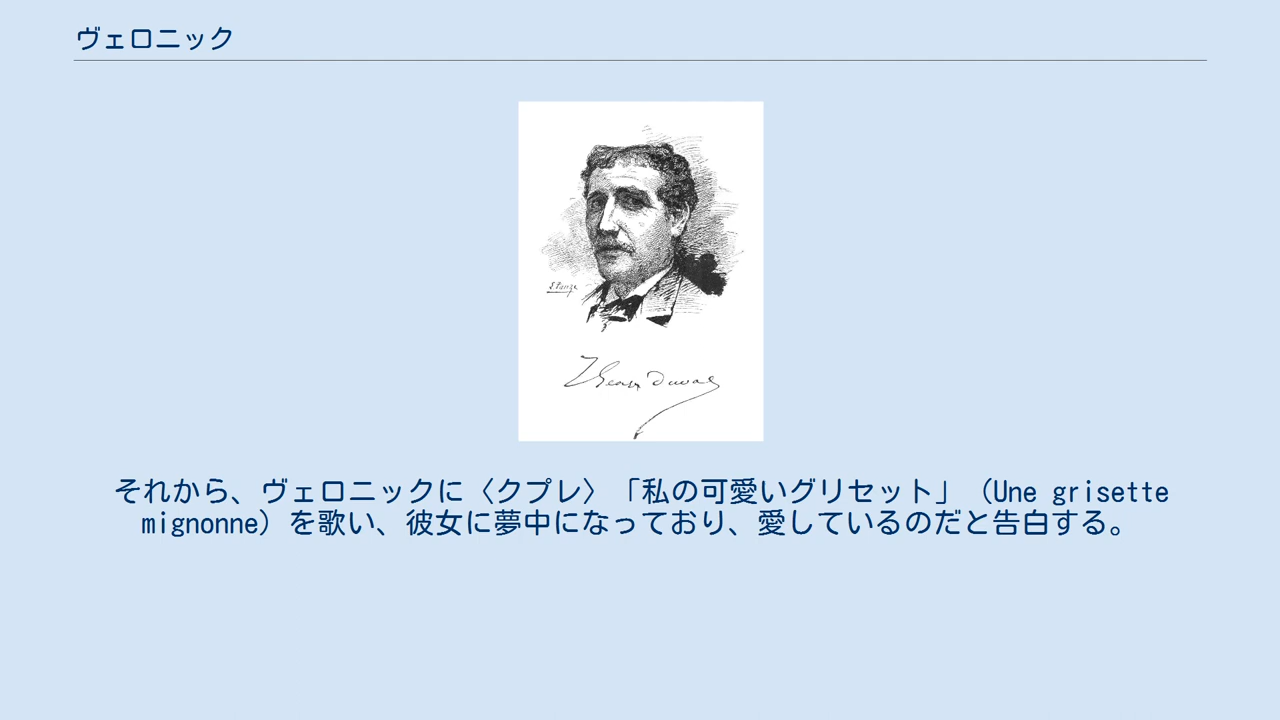 ヴェロニック
それから、ヴェロニックに〈クプレ〉「私の可愛いグリセット」（Une grisette
mignonne）を歌い、彼女に夢中になっており、愛しているのだと告白する。